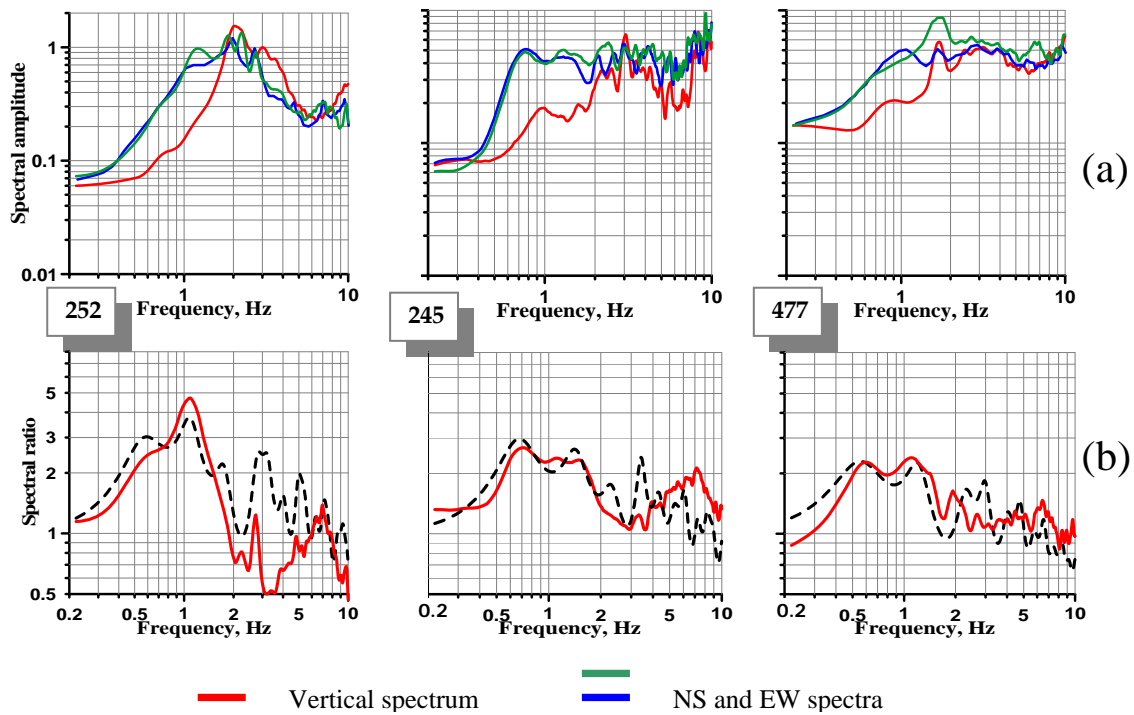 Spectral amplitude
1
0.1
0.01
(a)
1 10
1 10
1 10
Frequency, Hz
Frequency, Hz
Frequency, Hz
252
245
477
Spectral ratio
5
3
2
1
0.5
(b)
0.2 0.5 1 2 5 10
0.2 0.5 1 2 5 10
0.2 0.5 1 2 5 10
Frequency, Hz
Frequency, Hz
Frequency, Hz
Vertical spectrum
NS and EW spectra